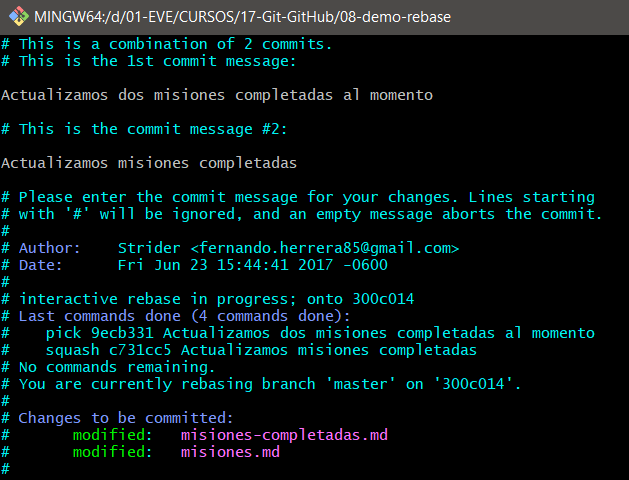 MINGW64:/d/01-EVE/CURSOS/17-Git-GitHub/08-demo-rebase
# This is a combination of 2 commits.
# This is the 1st commit message:
Actualizamos dos misiones completadas al momento
# This is the commit message #2:
Actualizamos misiones completadas
# Please enter the commit message for your changes. Lines starting
# with '#' will be ignored, and an empty message aborts the commit.
#
# Author:    Strider <fernando.herrera85@gmail.com>
# Date:      Fri Jun 23 15:44:41 2017 -0600
#
# interactive rebase in progress; onto 300c014
# Last commands done (4 commands done):
#    pick 9ecb331 Actualizamos dos misiones completadas al momento
#    squash c731cc5 Actualizamos misiones completadas
# No commands remaining.
# You are currently rebasing branch 'master' on '300c014'.
#
# Changes to be committed:
#       modified:   misiones-completadas.md
#       modified:   misiones.md
#